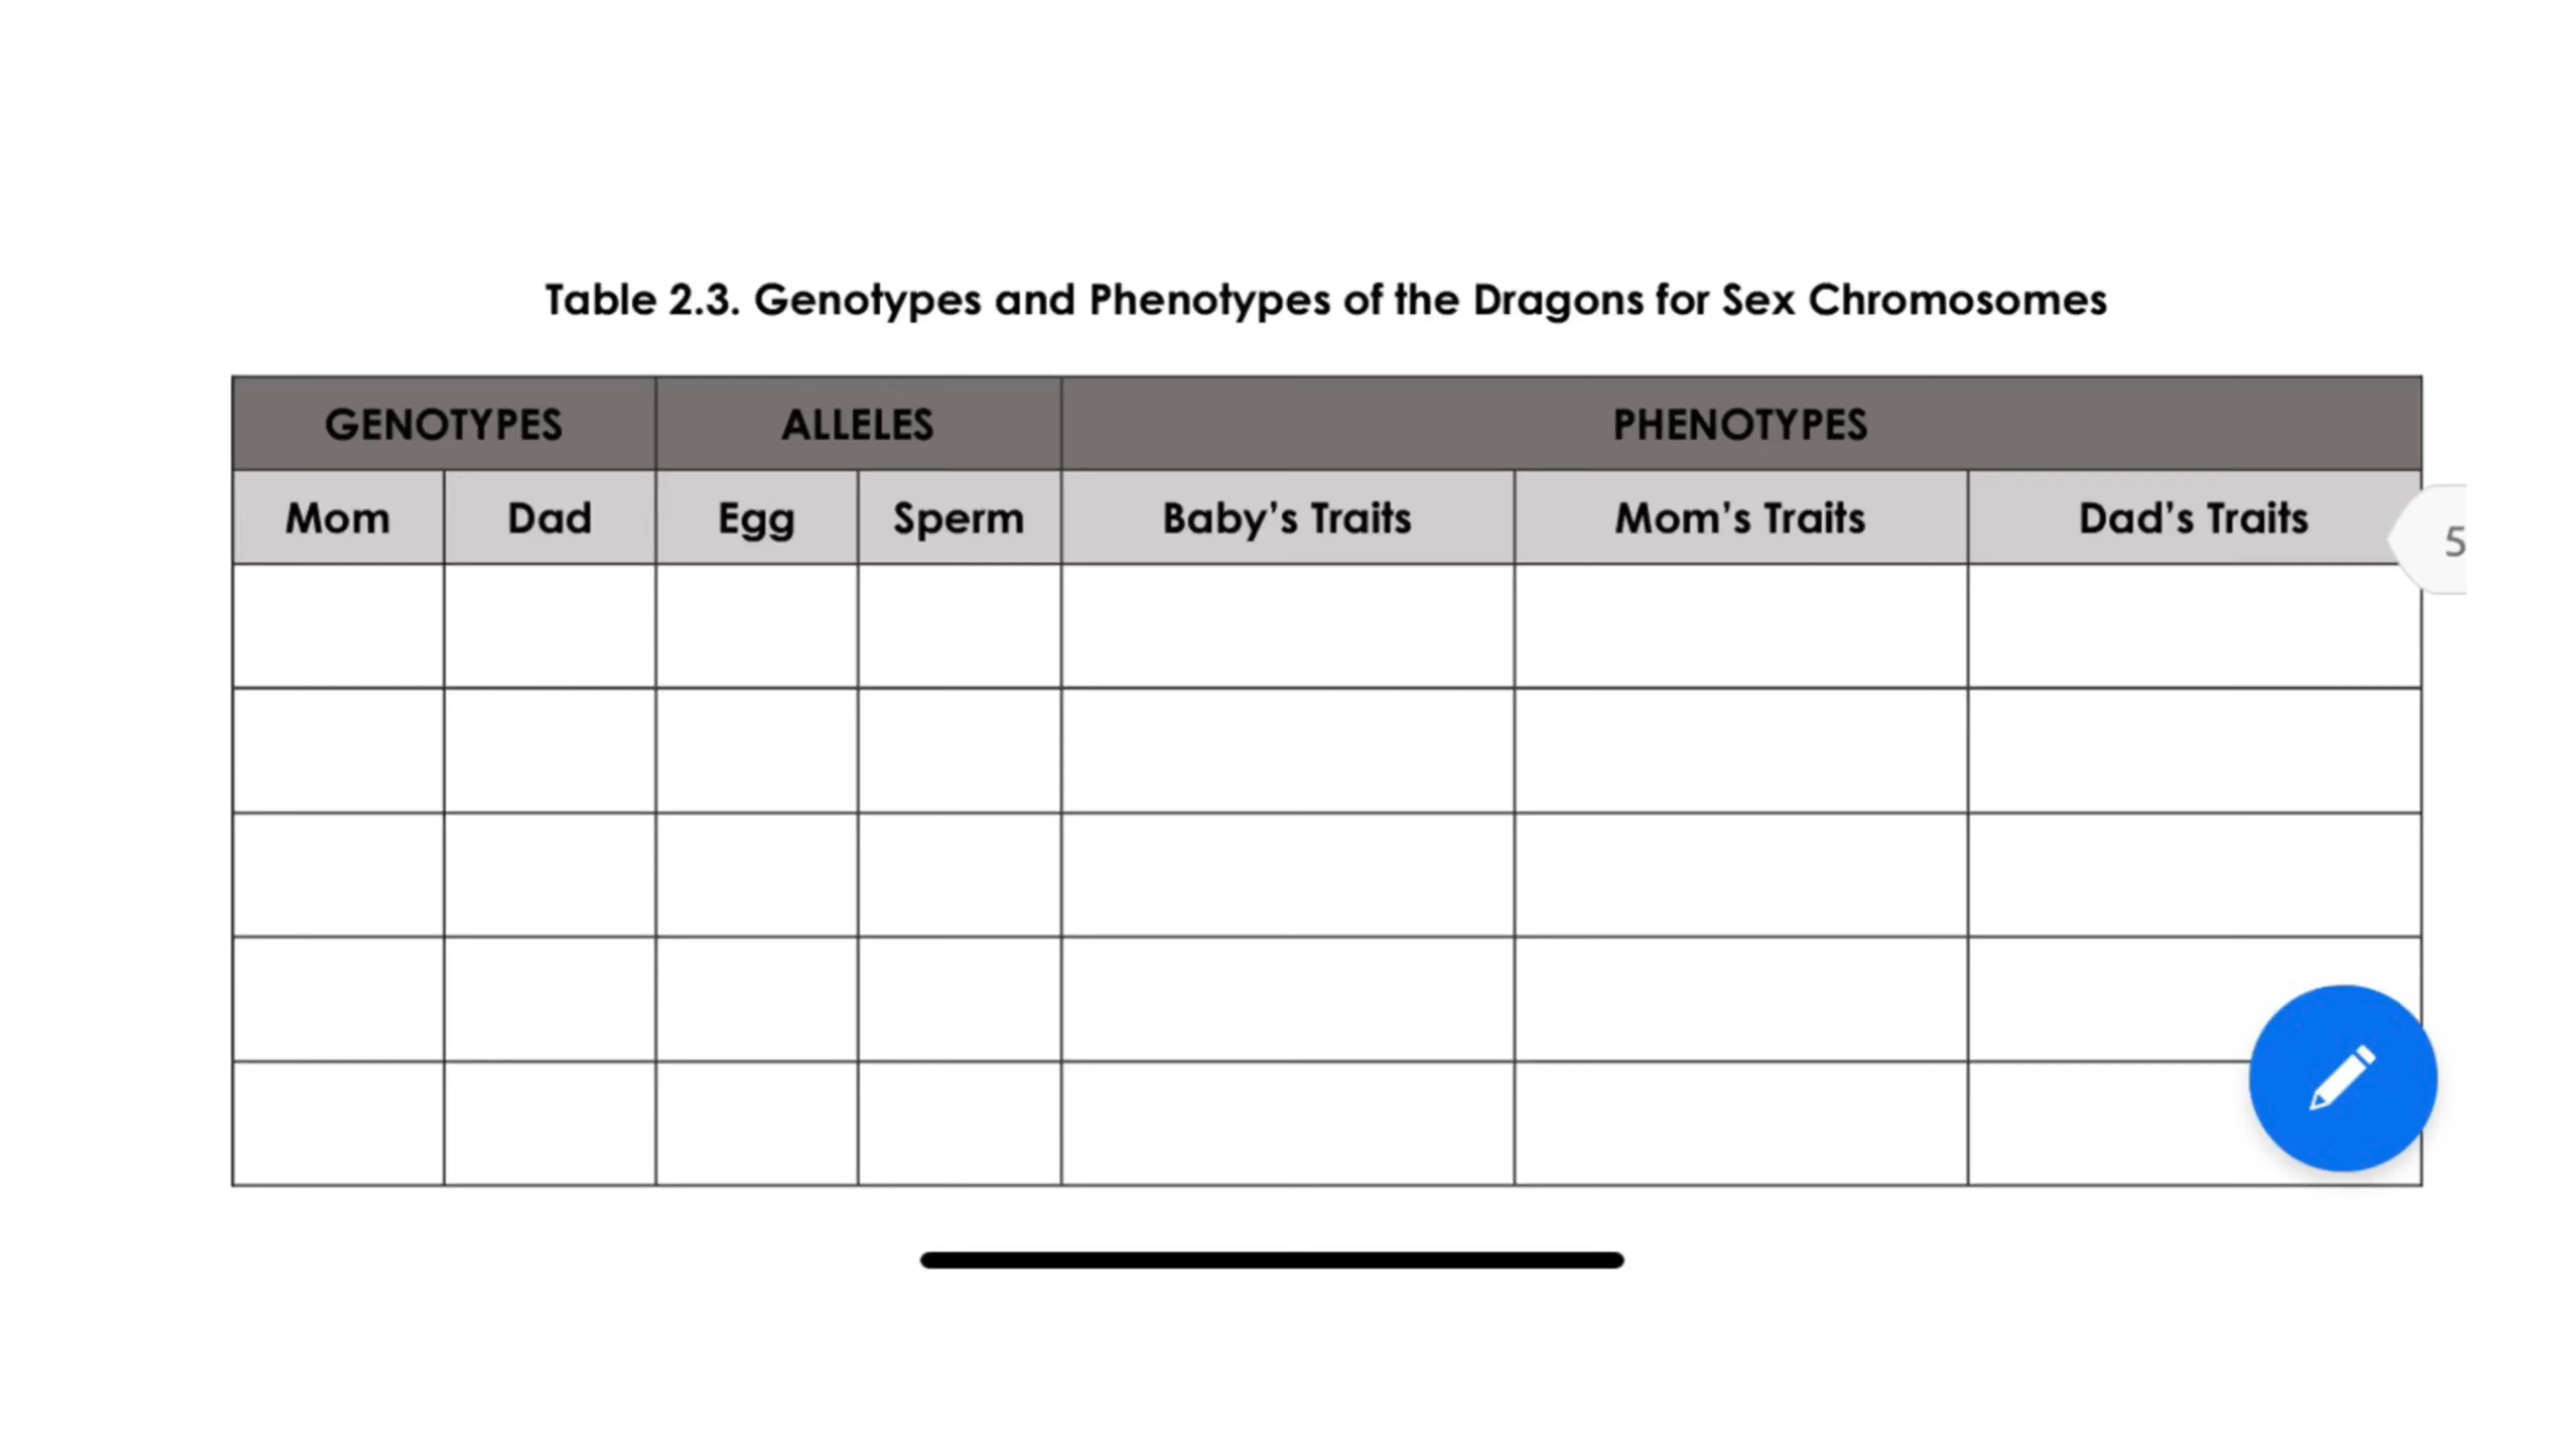 Table 2.3. Genotypes and Phenotypes of the Dragons for Sex Chromosomes
GENOTYPES ALLELES PHENOTYPES
Mom Dad Egg Sperm Baby's Traits Mom's Traits Dad's Traits
5